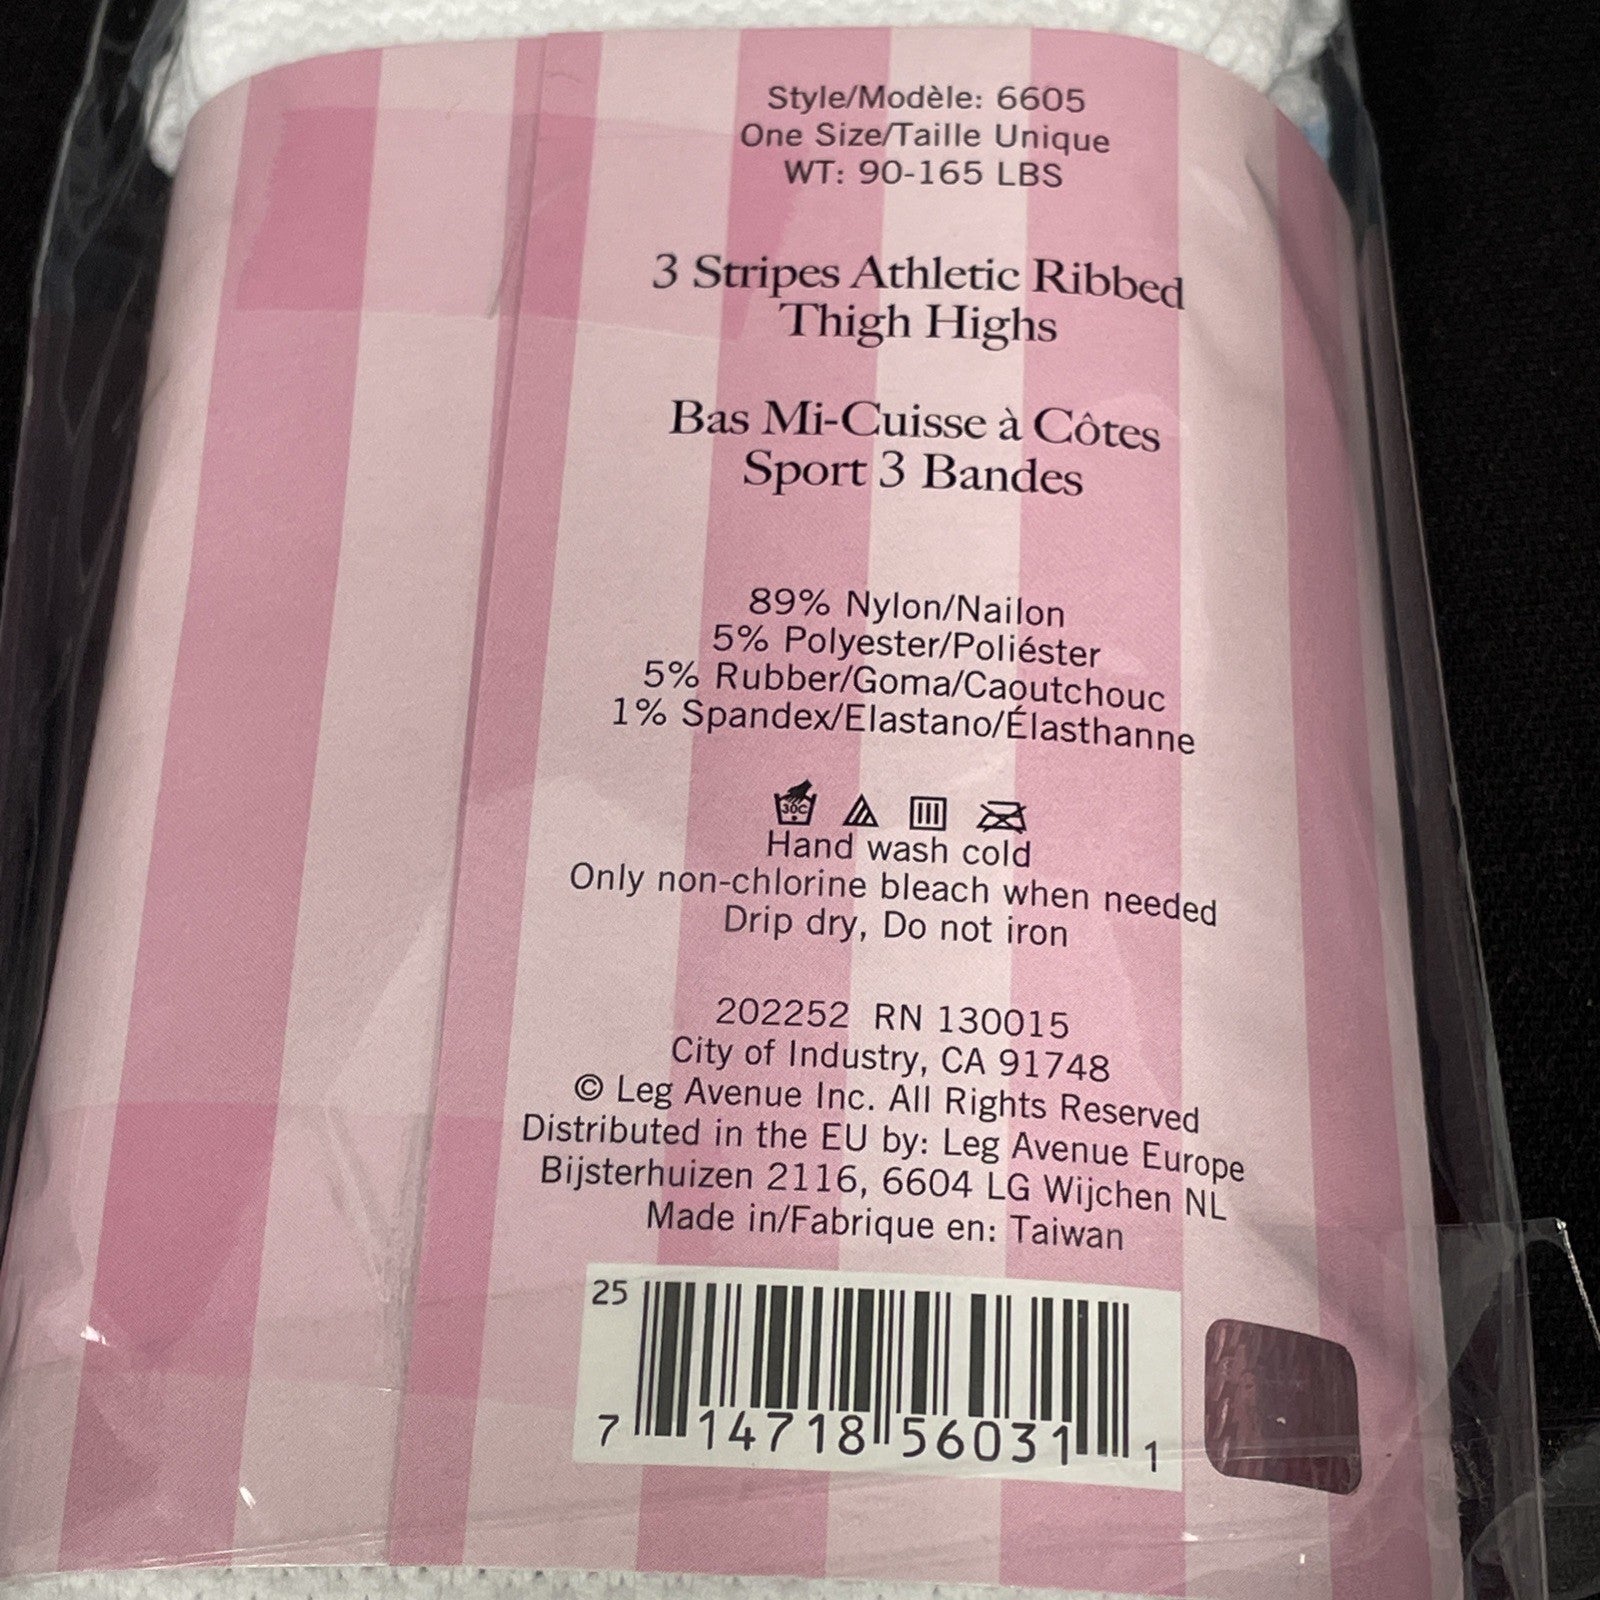 Style/Modèle: 6605
One Size/Taille Unique
WT: 90-165 LBS
3 Stripes Athletic Ribbed
Thigh Highs
Bas Mi-Cuisse à Côtes
Sport 3 Bandes
89% Nylon/Nailon
5% Polyester/Poliéster
5% Rubber/Goma/Caoutchouc
1% Spandex/Elastano/Élasthanne
30C
Hand wash cold
Only non-chlorine bleach when needed
Drip dry, Do not iron
202252 RN 130015
City of Industry, CA 91748
© Leg Avenue Inc. All Rights Reserved
Distributed in the EU by: Leg Avenue Europe
Bijsterhuizen 2116, 6604 LG Wijchen NL
Made in/Fabrique en: Taiwan
25
7 14718 56031 1